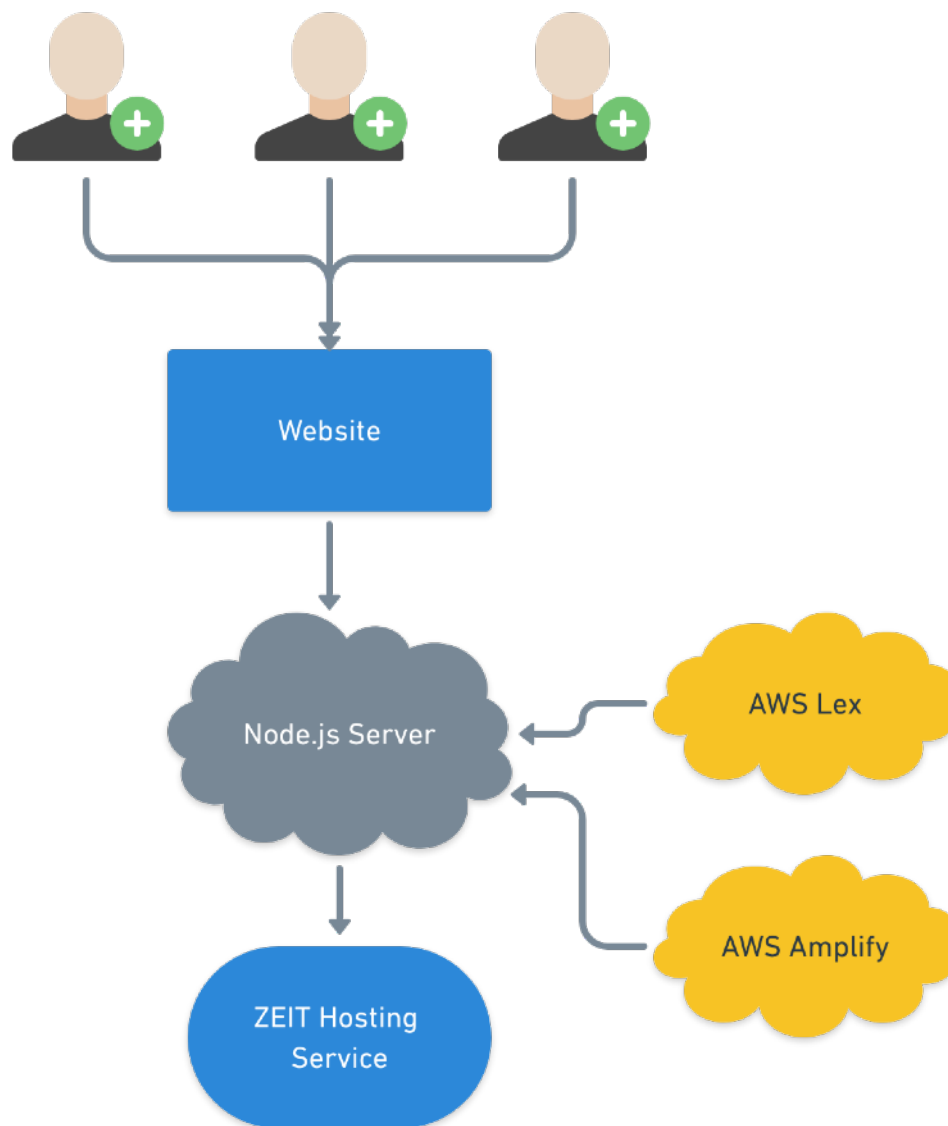 Website
Node.js Server
AWS Lex
AWS Amplify
ZEIT Hosting
Service